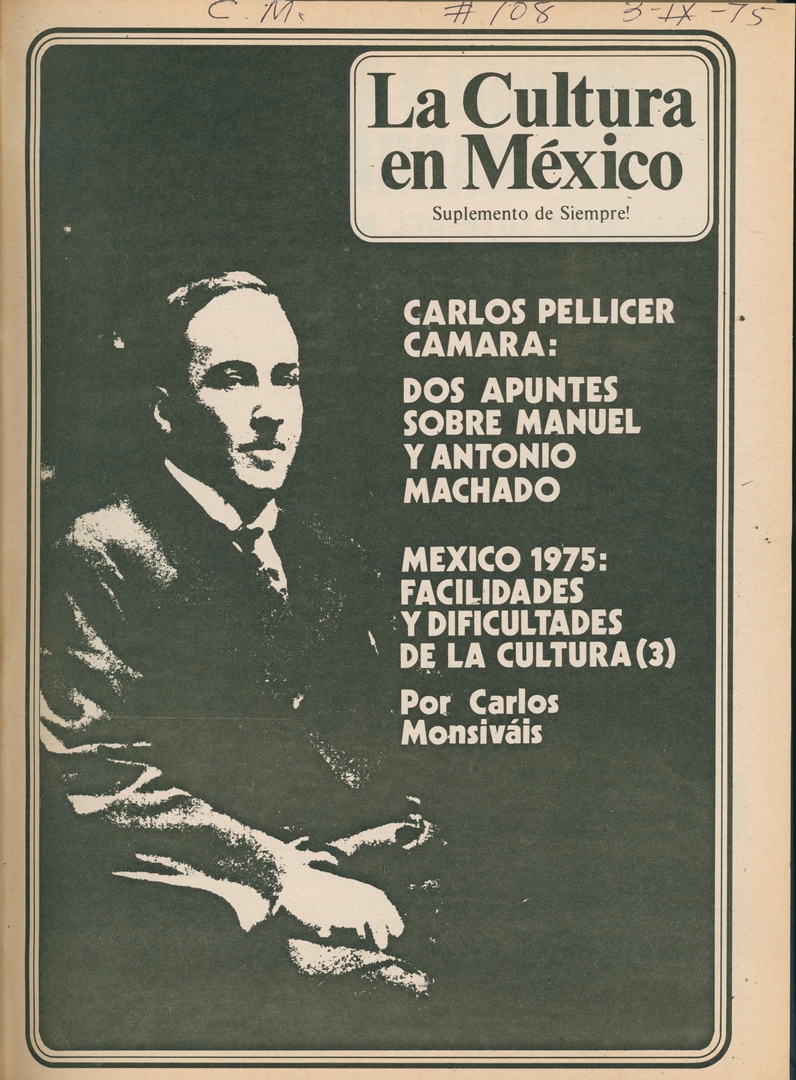 C. M. # 108 3-IX-75
La Cultura
en México
Suplemento de Siempre!
CARLOS PELLICER
CAMARA:
DOS APUNTES
SOBRE MANUEL
Y ANTONIO
MACHADO
MEXICO 1975:
FACILIDADES
Y DIFICULTADES
DE LA CULTURA (3)
Por Carlos
Monsiváis